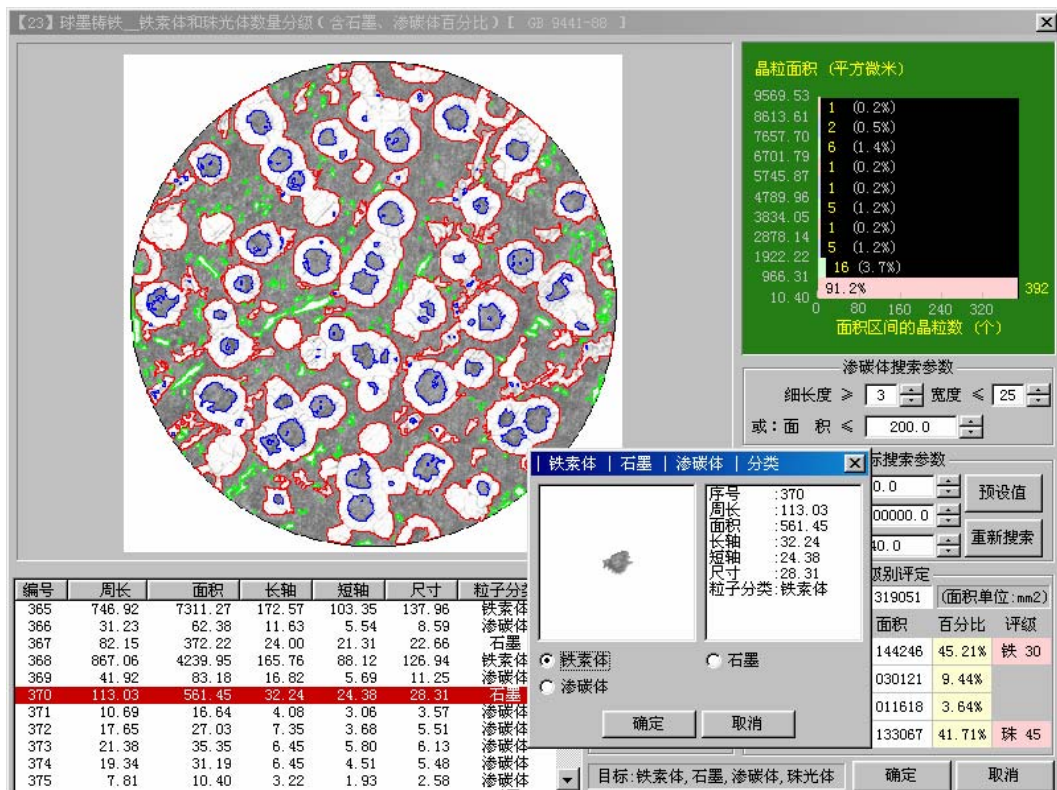 【23】球墨铸铁__铁素体和珠光体数量分级(含石墨、渗碳体百分比)[ GB 9441-88 ]
晶粒面积 (平方微米)
9569.53
8613.61
7657.70
6701.79
5745.87
4789.96
3834.05
2878.14
1922.22
966.31
10.40
1 (0.2%)
2 (0.5%)
6 (1.4%)
1 (0.2%)
1 (0.2%)
5 (1.2%)
1 (0.2%)
5 (1.2%)
16 (3.7%)
91.2% 392
0 80 160 240 320
面积区间的晶粒数 (个)
渗碳体搜索参数
细长度 ≥ 3 宽度 ≤ 25
或:面 积 ≤ 200.0
标搜索参数
0.0 预设值
00000.0
40.0 重新搜索
级别评定
319051 (面积单位:mm2)
面积 百分比 评级
144246 45.21% 铁 30
030121 9.44%
011618 3.64%
133067 41.71% 珠 45
| 铁素体 | 石墨 | 渗碳体 | 分类
序号 :370
周长 :113.03
面积 :561.45
长轴 :32.24
短轴 :24.38
尺寸 :28.31
粒子分类:铁素体
铁素体 石墨
渗碳体
确定 取消
编号 周长 面积 长轴 短轴 尺寸 粒子分类
365 746.92 7311.27 172.57 103.35 137.96 铁素体
366 31.23 62.38 11.63 5.54 8.59 渗碳体
367 82.15 372.22 24.00 21.31 22.66 石墨
368 867.06 4239.95 165.76 88.12 126.94 铁素体
369 41.92 83.18 16.82 5.69 11.25 渗碳体
370 113.03 561.45 32.24 24.38 28.31 石墨
371 10.69 16.64 4.08 3.06 3.57 渗碳体
372 17.65 27.03 7.35 3.68 5.51 渗碳体
373 21.38 35.35 6.45 5.80 6.13 渗碳体
374 19.34 31.19 6.45 4.51 5.48 渗碳体
375 7.81 10.40 3.22 1.93 2.58 渗碳体
目标:铁素体,石墨,渗碳体,珠光体 确定 取消